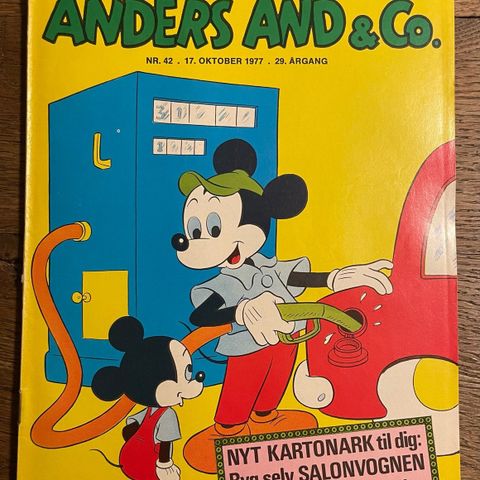 ANDERS AND & Co.
NR. 42 . 17. OKTOBER 1977 . 29. ÅRGANG
NYT KARTONARK til dig:
Byg selv SALONVOGNEN